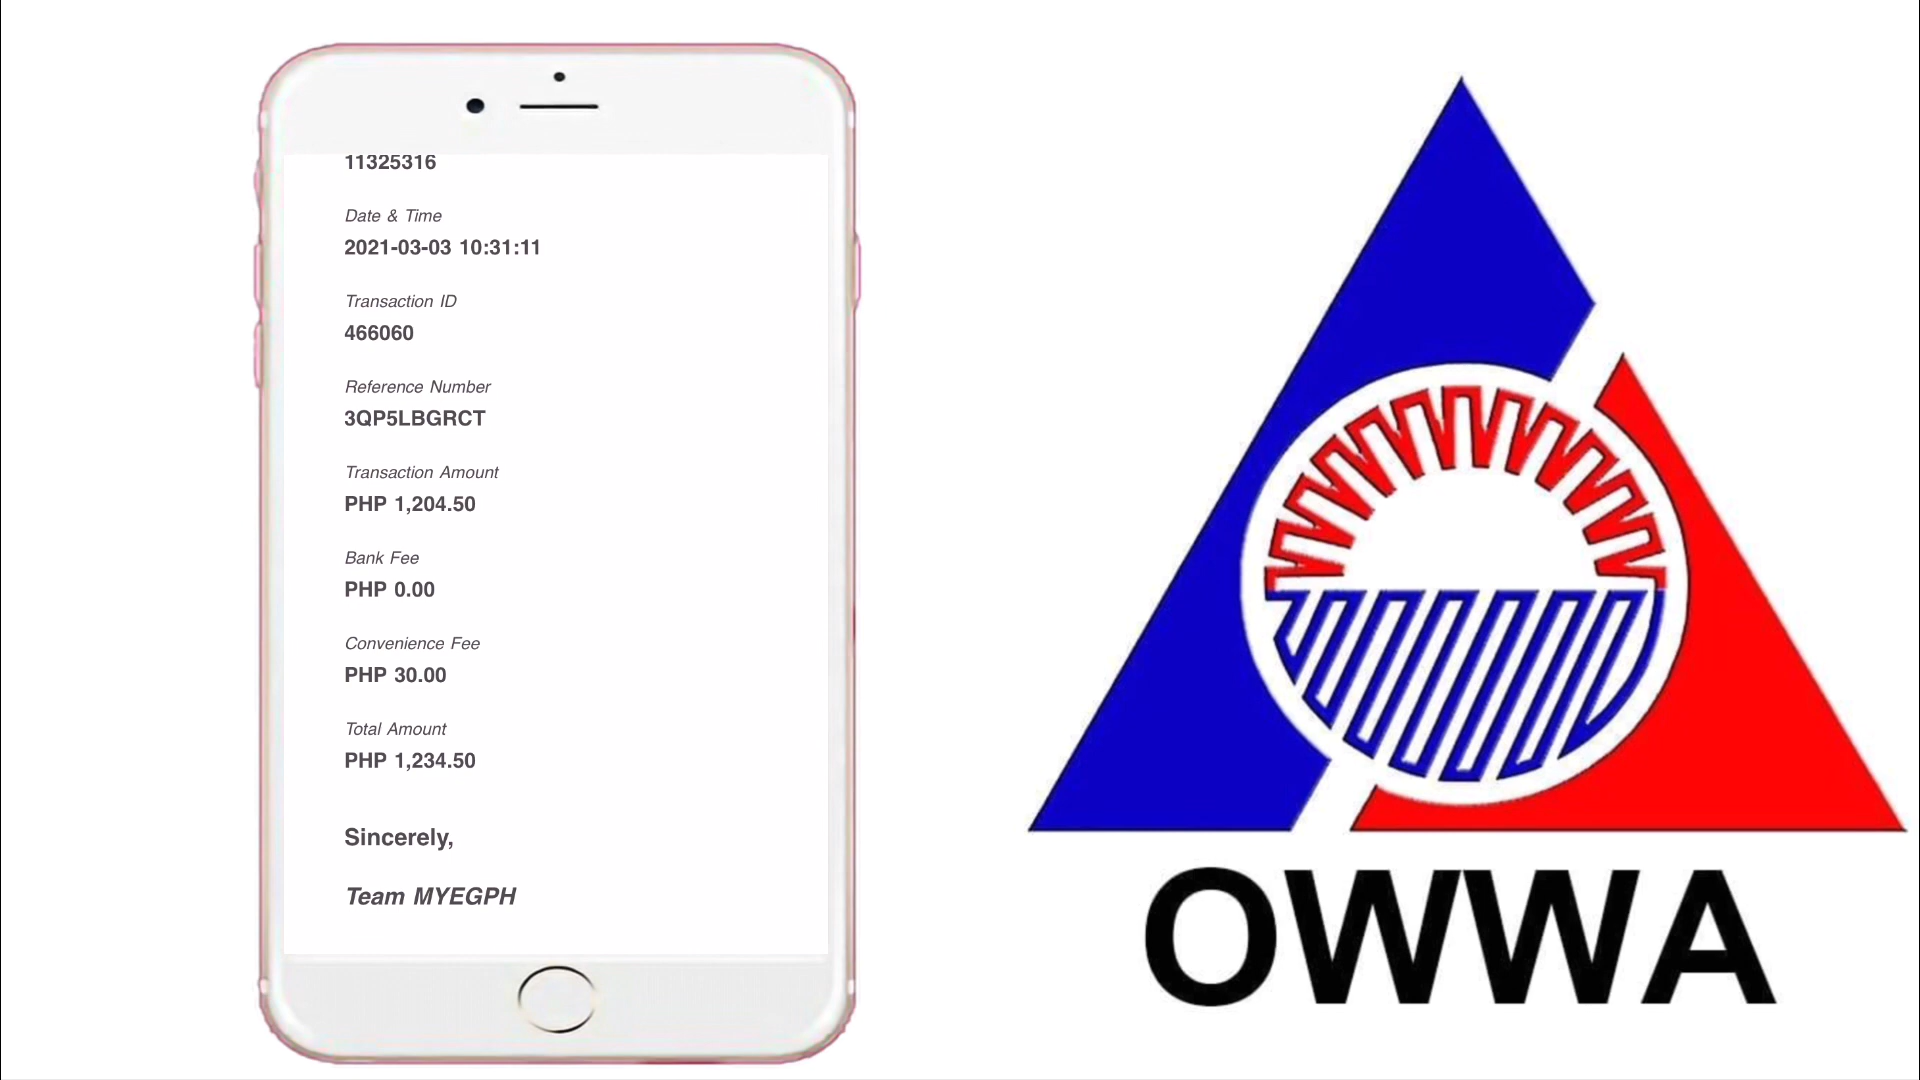 11325316
Date & Time
2021-03-03 10:31:11
Transaction ID
466060
Reference Number
3QP5LBGRCT
Transaction Amount
PHP 1,204.50
Bank Fee
PHP 0.00
Convenience Fee
PHP 30.00
Total Amount
PHP 1,234.50
Sincerely,
Team MYEGPH
OWWA